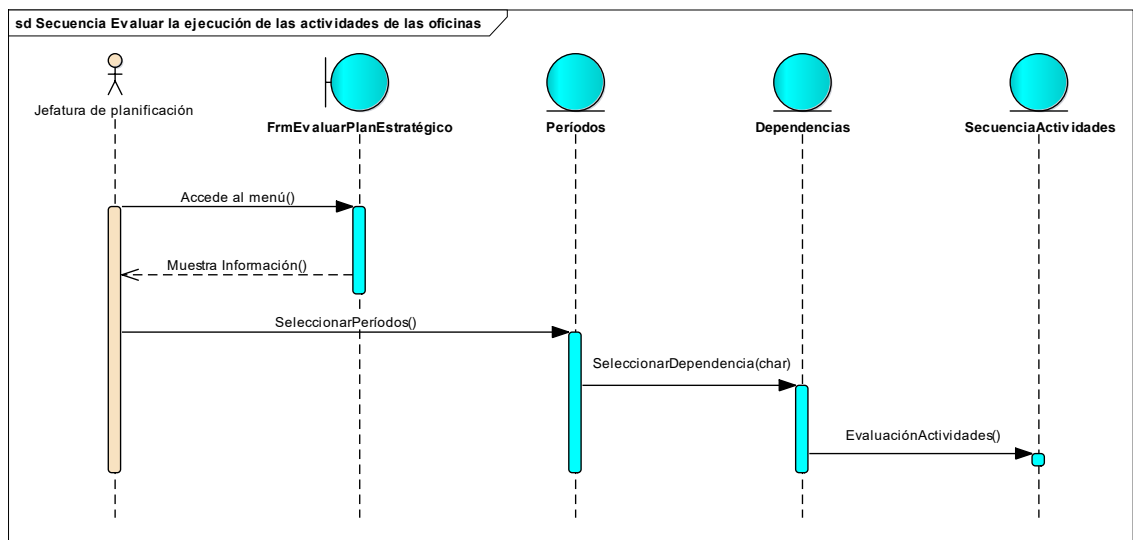 sd Secuencia Evaluar la ejecución de las actividades de las oficinas
Jefatura de planificación
FrmEvaluarPlanEstratégico
Períodos
Dependencias
SecuenciaActividades
Accede al menú()
Muestra Información()
SeleccionarPeríodos()
SeleccionarDependencia(char)
EvaluaciónActividades()